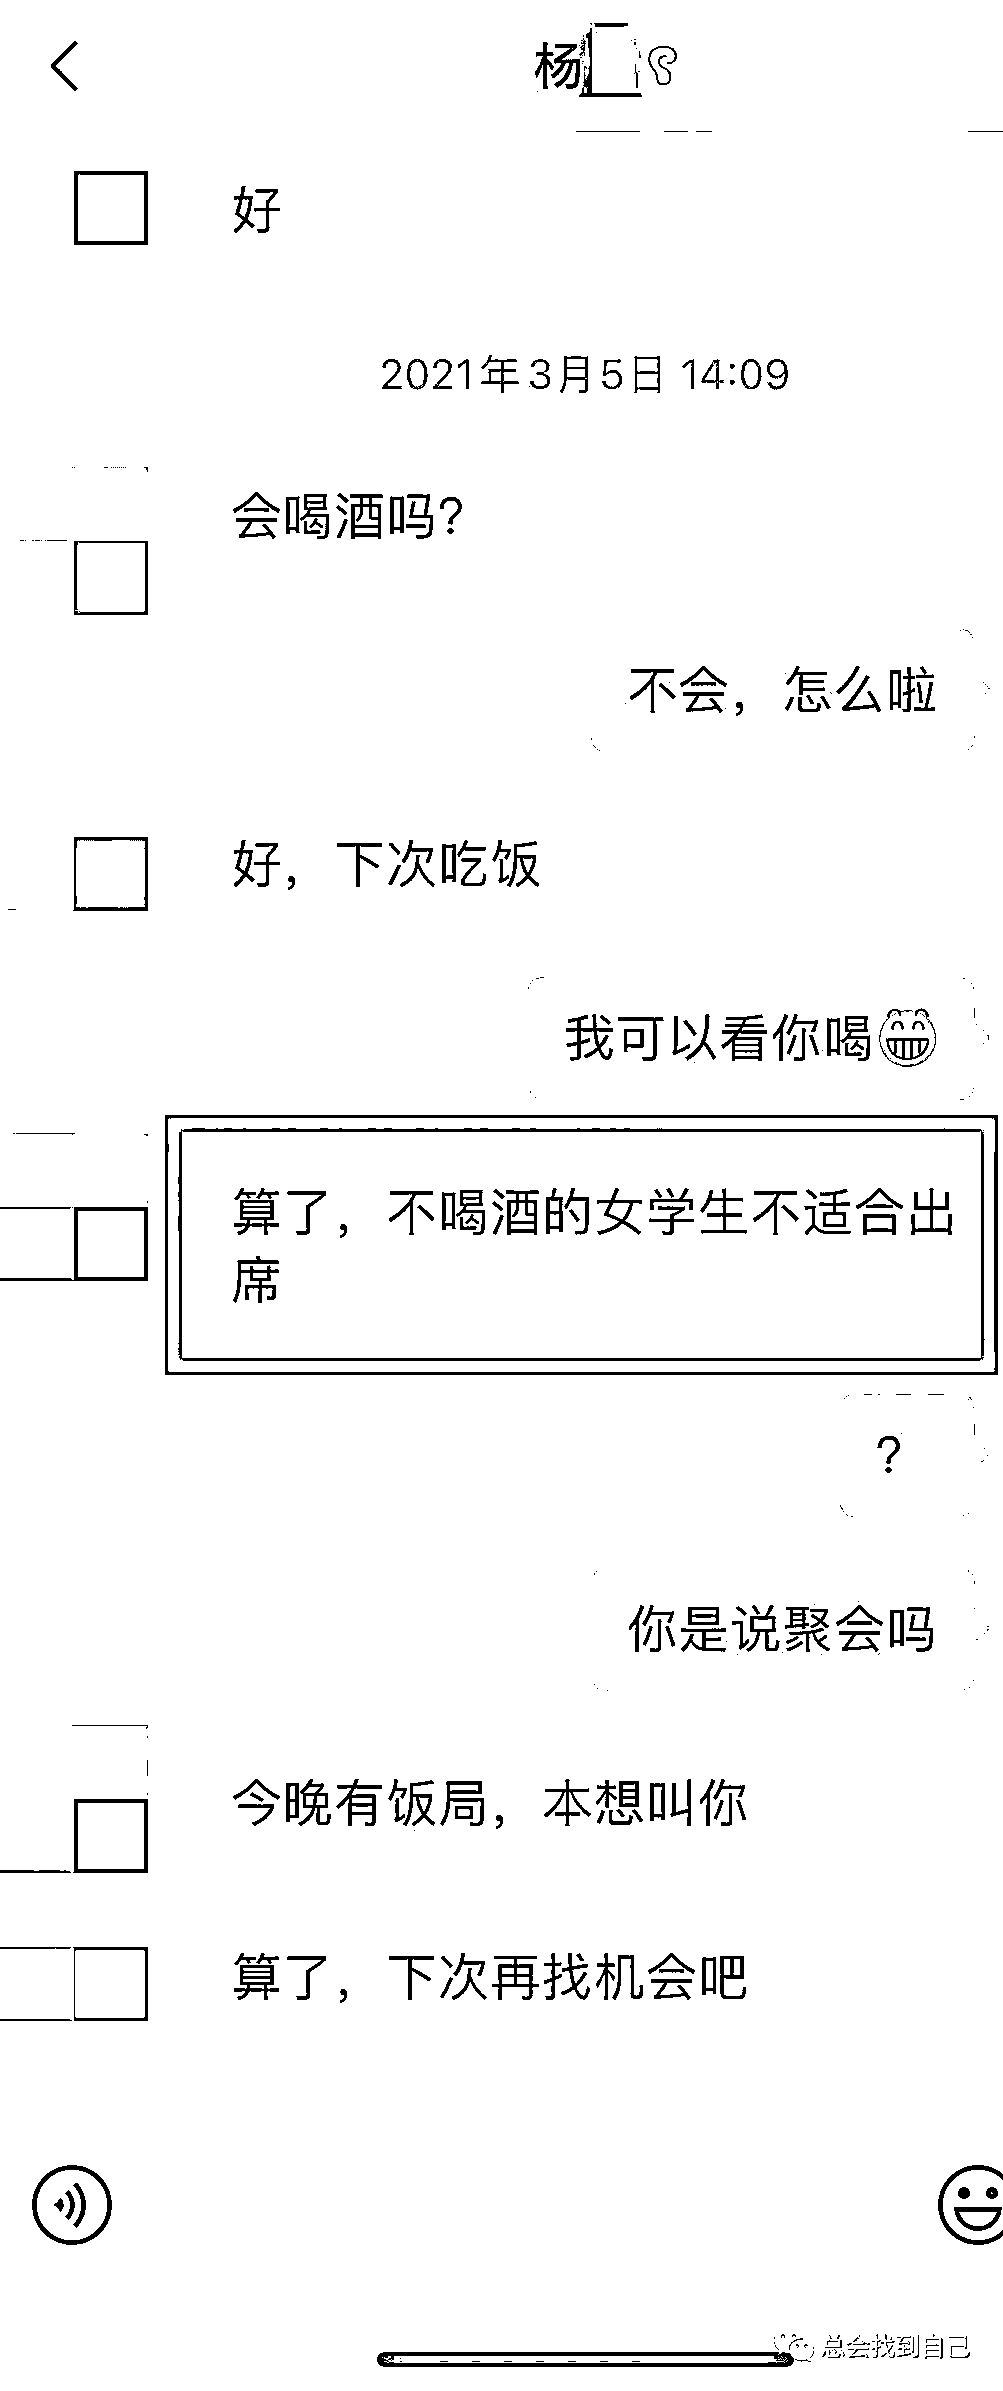 杨
好
2021年3月5日 14:09
会喝酒吗？
不会，怎么啦
好，下次吃饭
我可以看你喝😁
算了，不喝酒的女学生不适合出
席
？
你是说聚会吗
今晚有饭局，本想叫你
算了，下次再找机会吧
总会找到自己